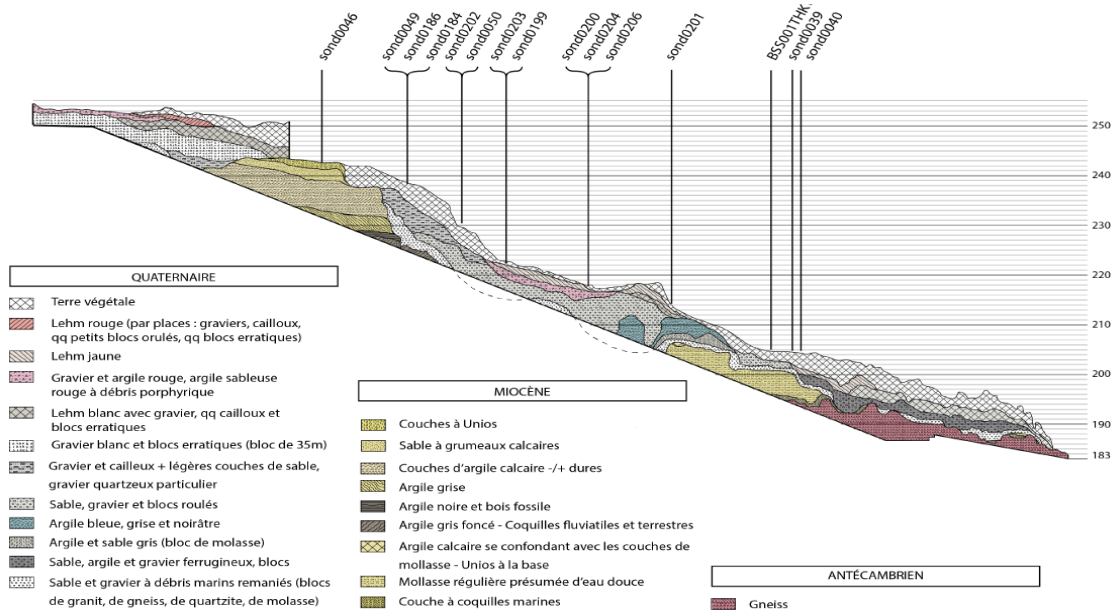 sond0046
sond0049
sond0186
sond0184
sond0202
sond0050
sond0203
sond0199
sond0200
sond0204
sond0206
sond0201
BSS001THK
sond0039
sond0040
250
240
230
220
210
200
190
183
QUATERNAIRE
Terre végétale
Lehm rouge (par places : graviers, cailloux,
qq petits blocs orulés, qq blocs erratiques)
Lehm jaune
Gravier et argile rouge, argile sableuse
rouge à débris porphyrique
Lehm blanc avec gravier, qq cailloux et
blocs erratiques
Gravier blanc et blocs erratiques (bloc de 35m)
Gravier et cailleux + légères couches de sable,
gravier quartzeux particulier
Sable, gravier et blocs roulés
Argile bleue, grise et noirâtre
Argile et sable gris (bloc de molasse)
Sable, argile et gravier ferrugineux, blocs
Sable et gravier à débris marins remaniés (blocs
de granit, de gneiss, de quartzite, de molasse)
MIOCÈNE
Couches à Unios
Sable à grumeaux calcaires
Couches d'argile calcaire -/+ dures
Argile grise
Argile noire et bois fossile
Argile gris foncé - Coquilles fluviatiles et terrestres
Argile calcaire se confondant avec les couches de
mollasse - Unios à la base
Mollasse régulière présumée d'eau douce
Couche à coquilles marines
ANTÉCAMBRIEN
Gneiss